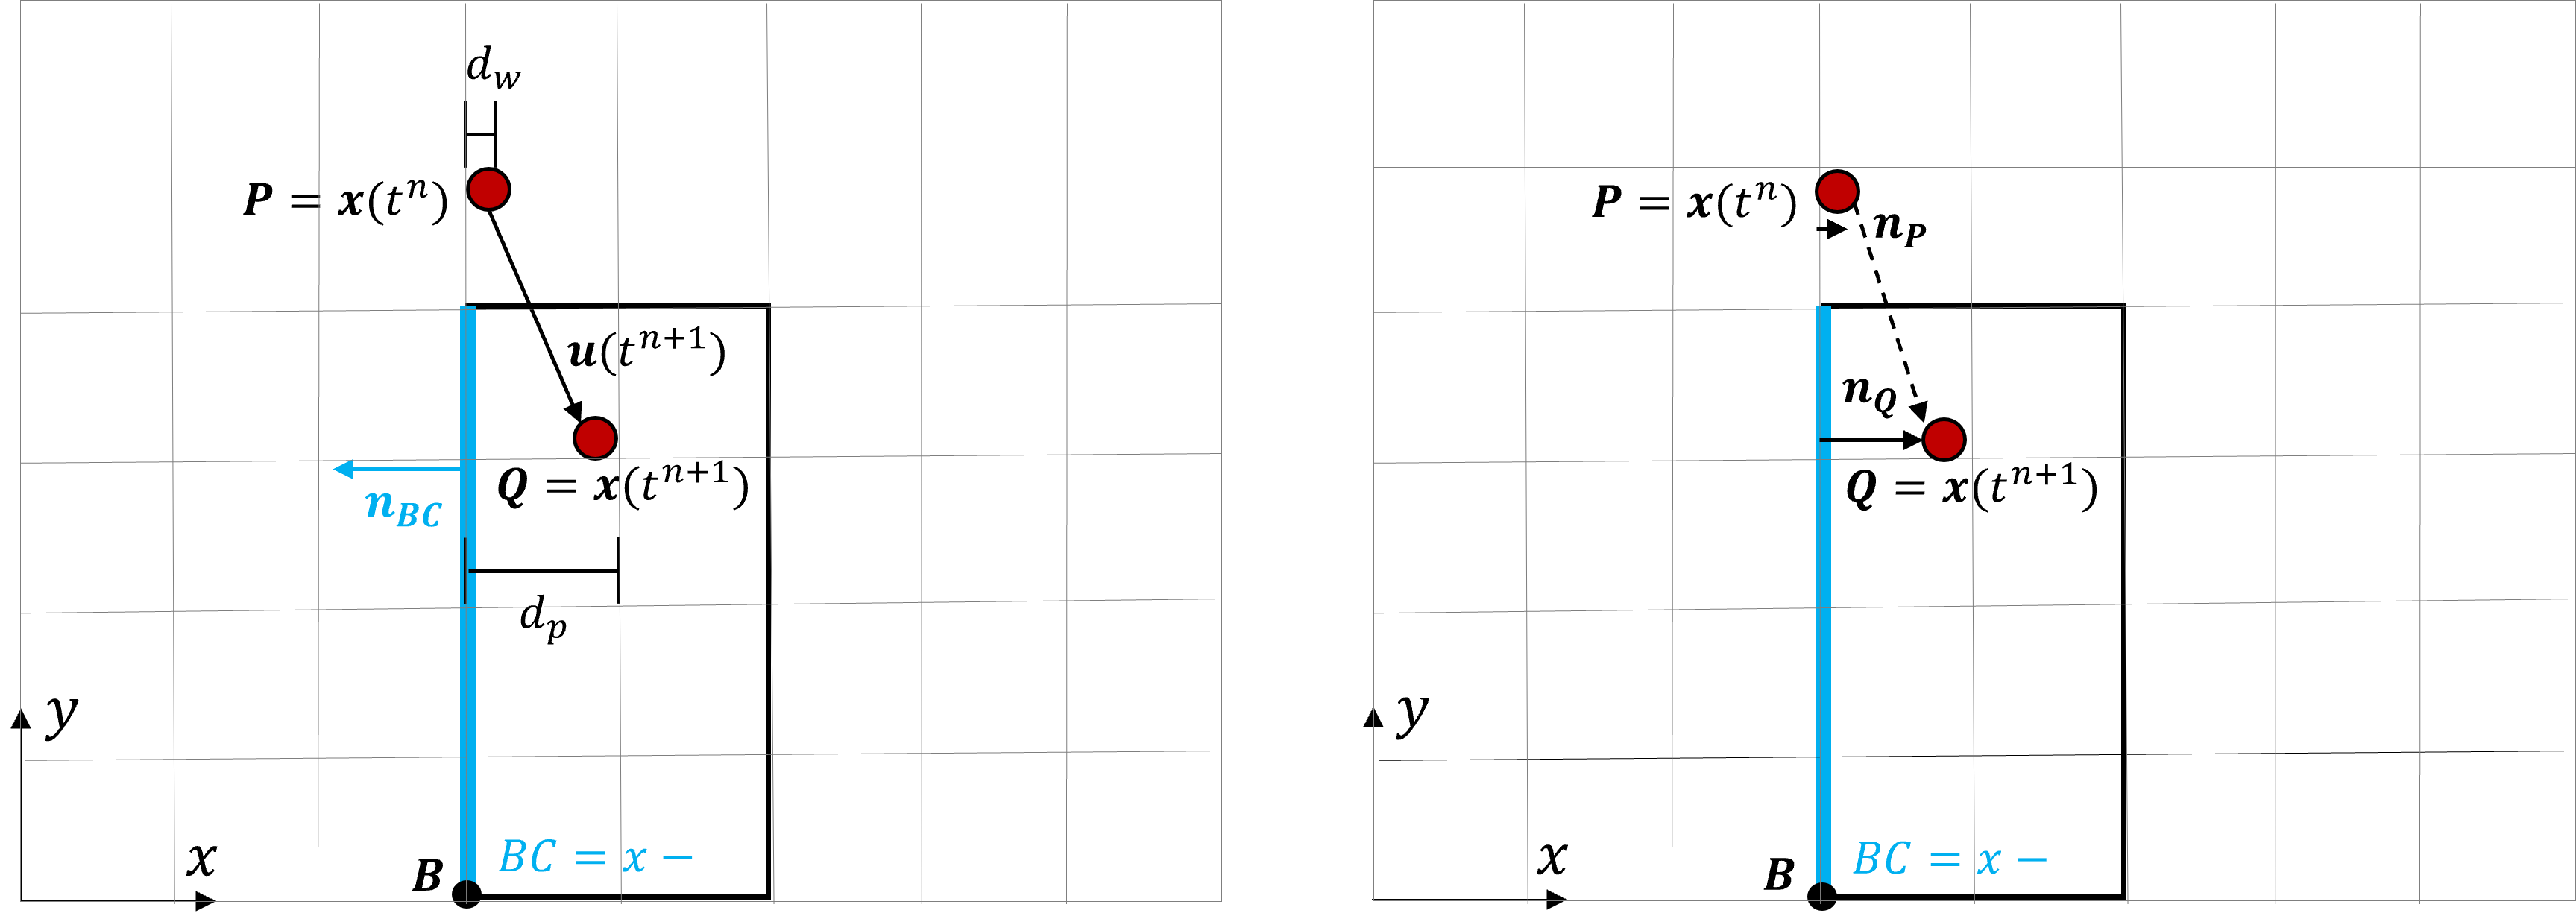 d_w
P = x(t^n)
u(t^{n+1})
n_BC
Q = x(t^{n+1})
d_p
y
x
B
BC = x −
P = x(t^n)
n_P
n_Q
Q = x(t^{n+1})
y
x
B
BC = x −